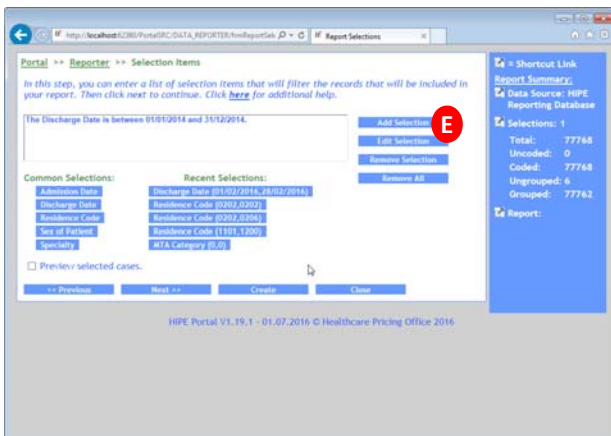 http://localhost:62380/PortalSRC/DATA_REPORTER/frmReportSel
Report Selections
Portal >> Reporter >> Selection Items
In this step, you can enter a list of selection items that will filter the records that will be included in
your report. Then click next to continue. Click here for additional help.
The Discharge Date is between 01/01/2014 and 31/12/2014.
Add Selection
E
Edit Selection
Remove Selection
Remove All
Common Selections:
Recent Selections:
Admission Date
Discharge Date (01/02/2016,28/02/2016)
Discharge Date
Residence Code (0202,0202)
Residence Code
Residence Code (0202,0206)
Sex of Patient
Residence Code (1101,1200)
Specialty
MTA Category (0,0)
Preview selected cases.
<< Previous
Next >>
Create
Close
= Shortcut Link
Report Summary:
Data Source: HIPE
Reporting Database
Selections: 1
Total: 77768
Uncoded: 0
Coded: 77768
Ungrouped: 6
Grouped: 77762
Report:
HIPE Portal V1.19.1 - 01.07.2016 © Healthcare Pricing Office 2016